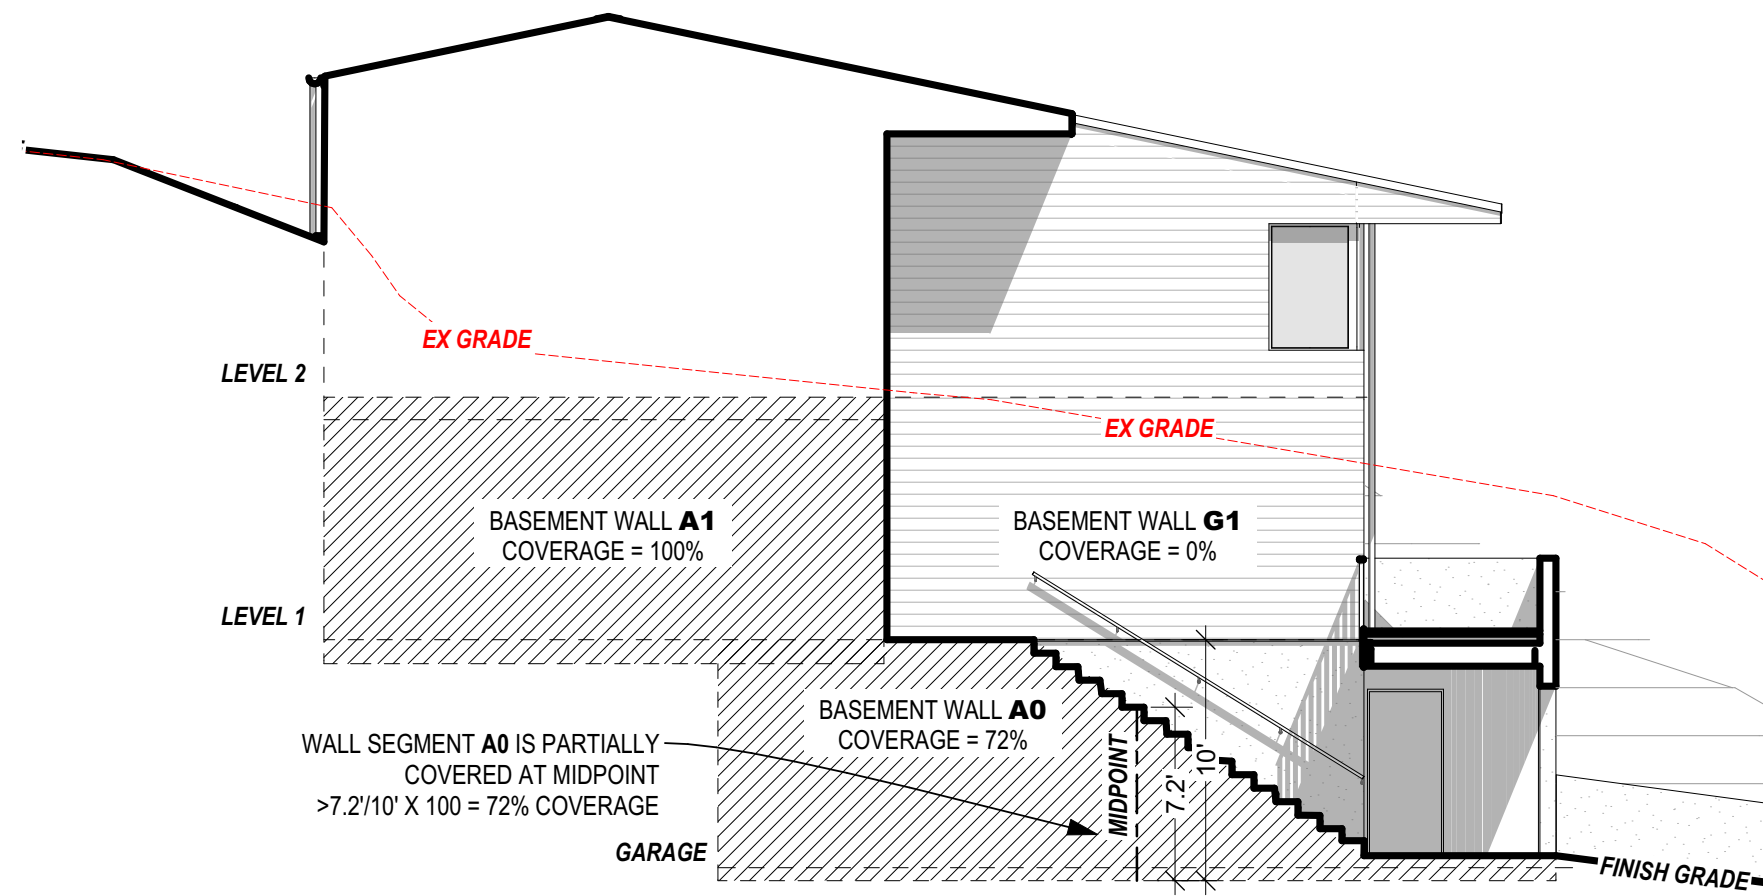 EX GRADE
LEVEL 2
EX GRADE
BASEMENT WALL A1
COVERAGE = 100%
BASEMENT WALL G1
COVERAGE = 0%
LEVEL 1
BASEMENT WALL A0
COVERAGE = 72%
WALL SEGMENT A0 IS PARTIALLY
COVERED AT MIDPOINT
>7.2'/10' X 100 = 72% COVERAGE
MIDPOINT
7.2'
10'
GARAGE
FINISH GRADE